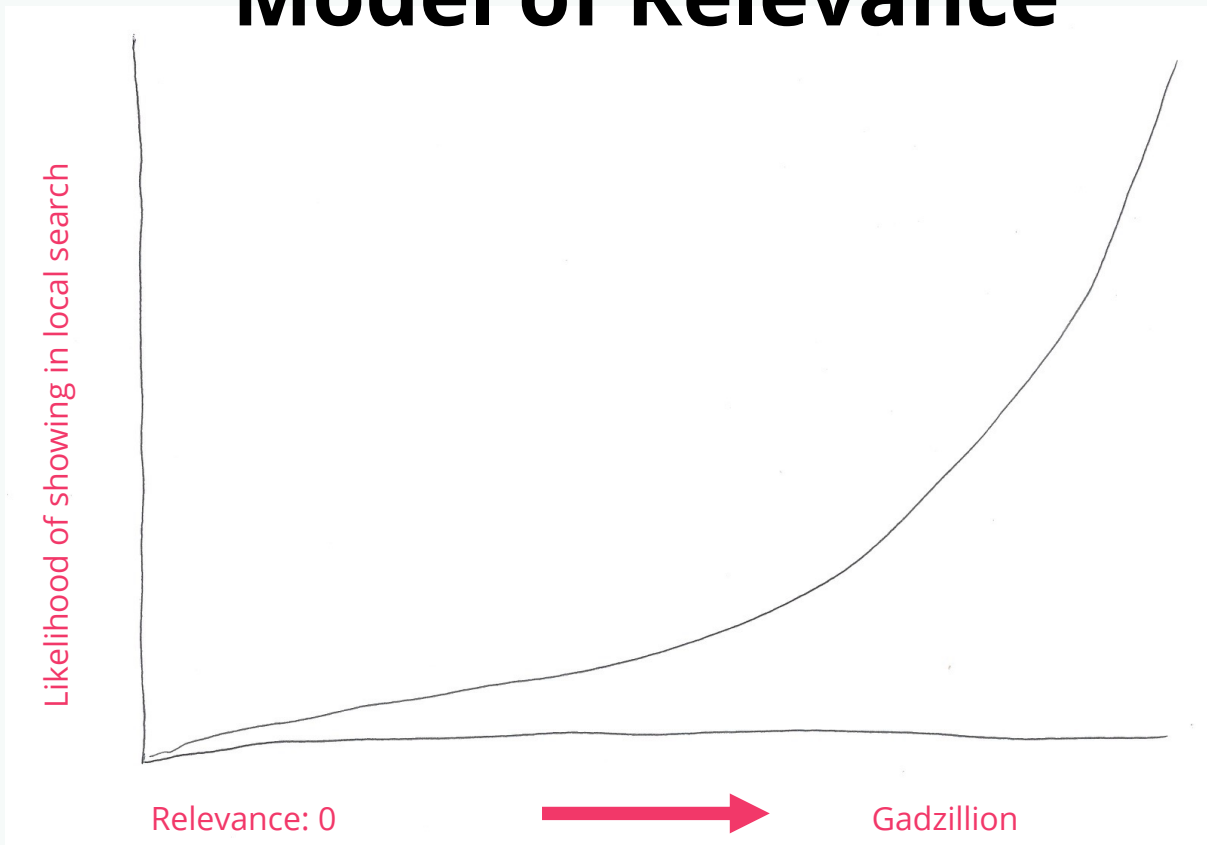 Model of Relevance
Likelihood of showing in local search
Relevance: 0
Gadzillion